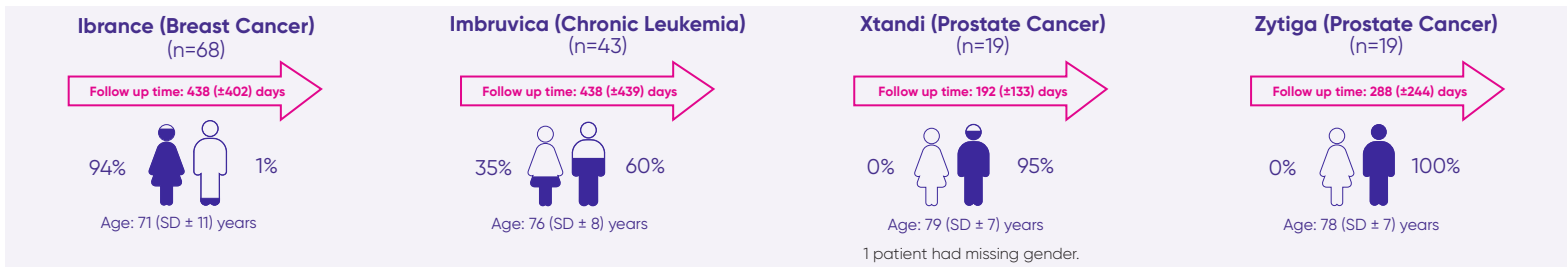 Ibrance (Breast Cancer)
(n=68)
Follow up time: 438 (±402) days
94%
1%
Age: 71 (SD ± 11) years
Imbruvica (Chronic Leukemia)
(n=43)
Follow up time: 438 (±439) days
35%
60%
Age: 76 (SD ± 8) years
Xtandi (Prostate Cancer)
(n=19)
Follow up time: 192 (±133) days
0%
95%
Age: 79 (SD ± 7) years
1 patient had missing gender.
Zytiga (Prostate Cancer)
(n=19)
Follow up time: 288 (±244) days
0%
100%
Age: 78 (SD ± 7) years